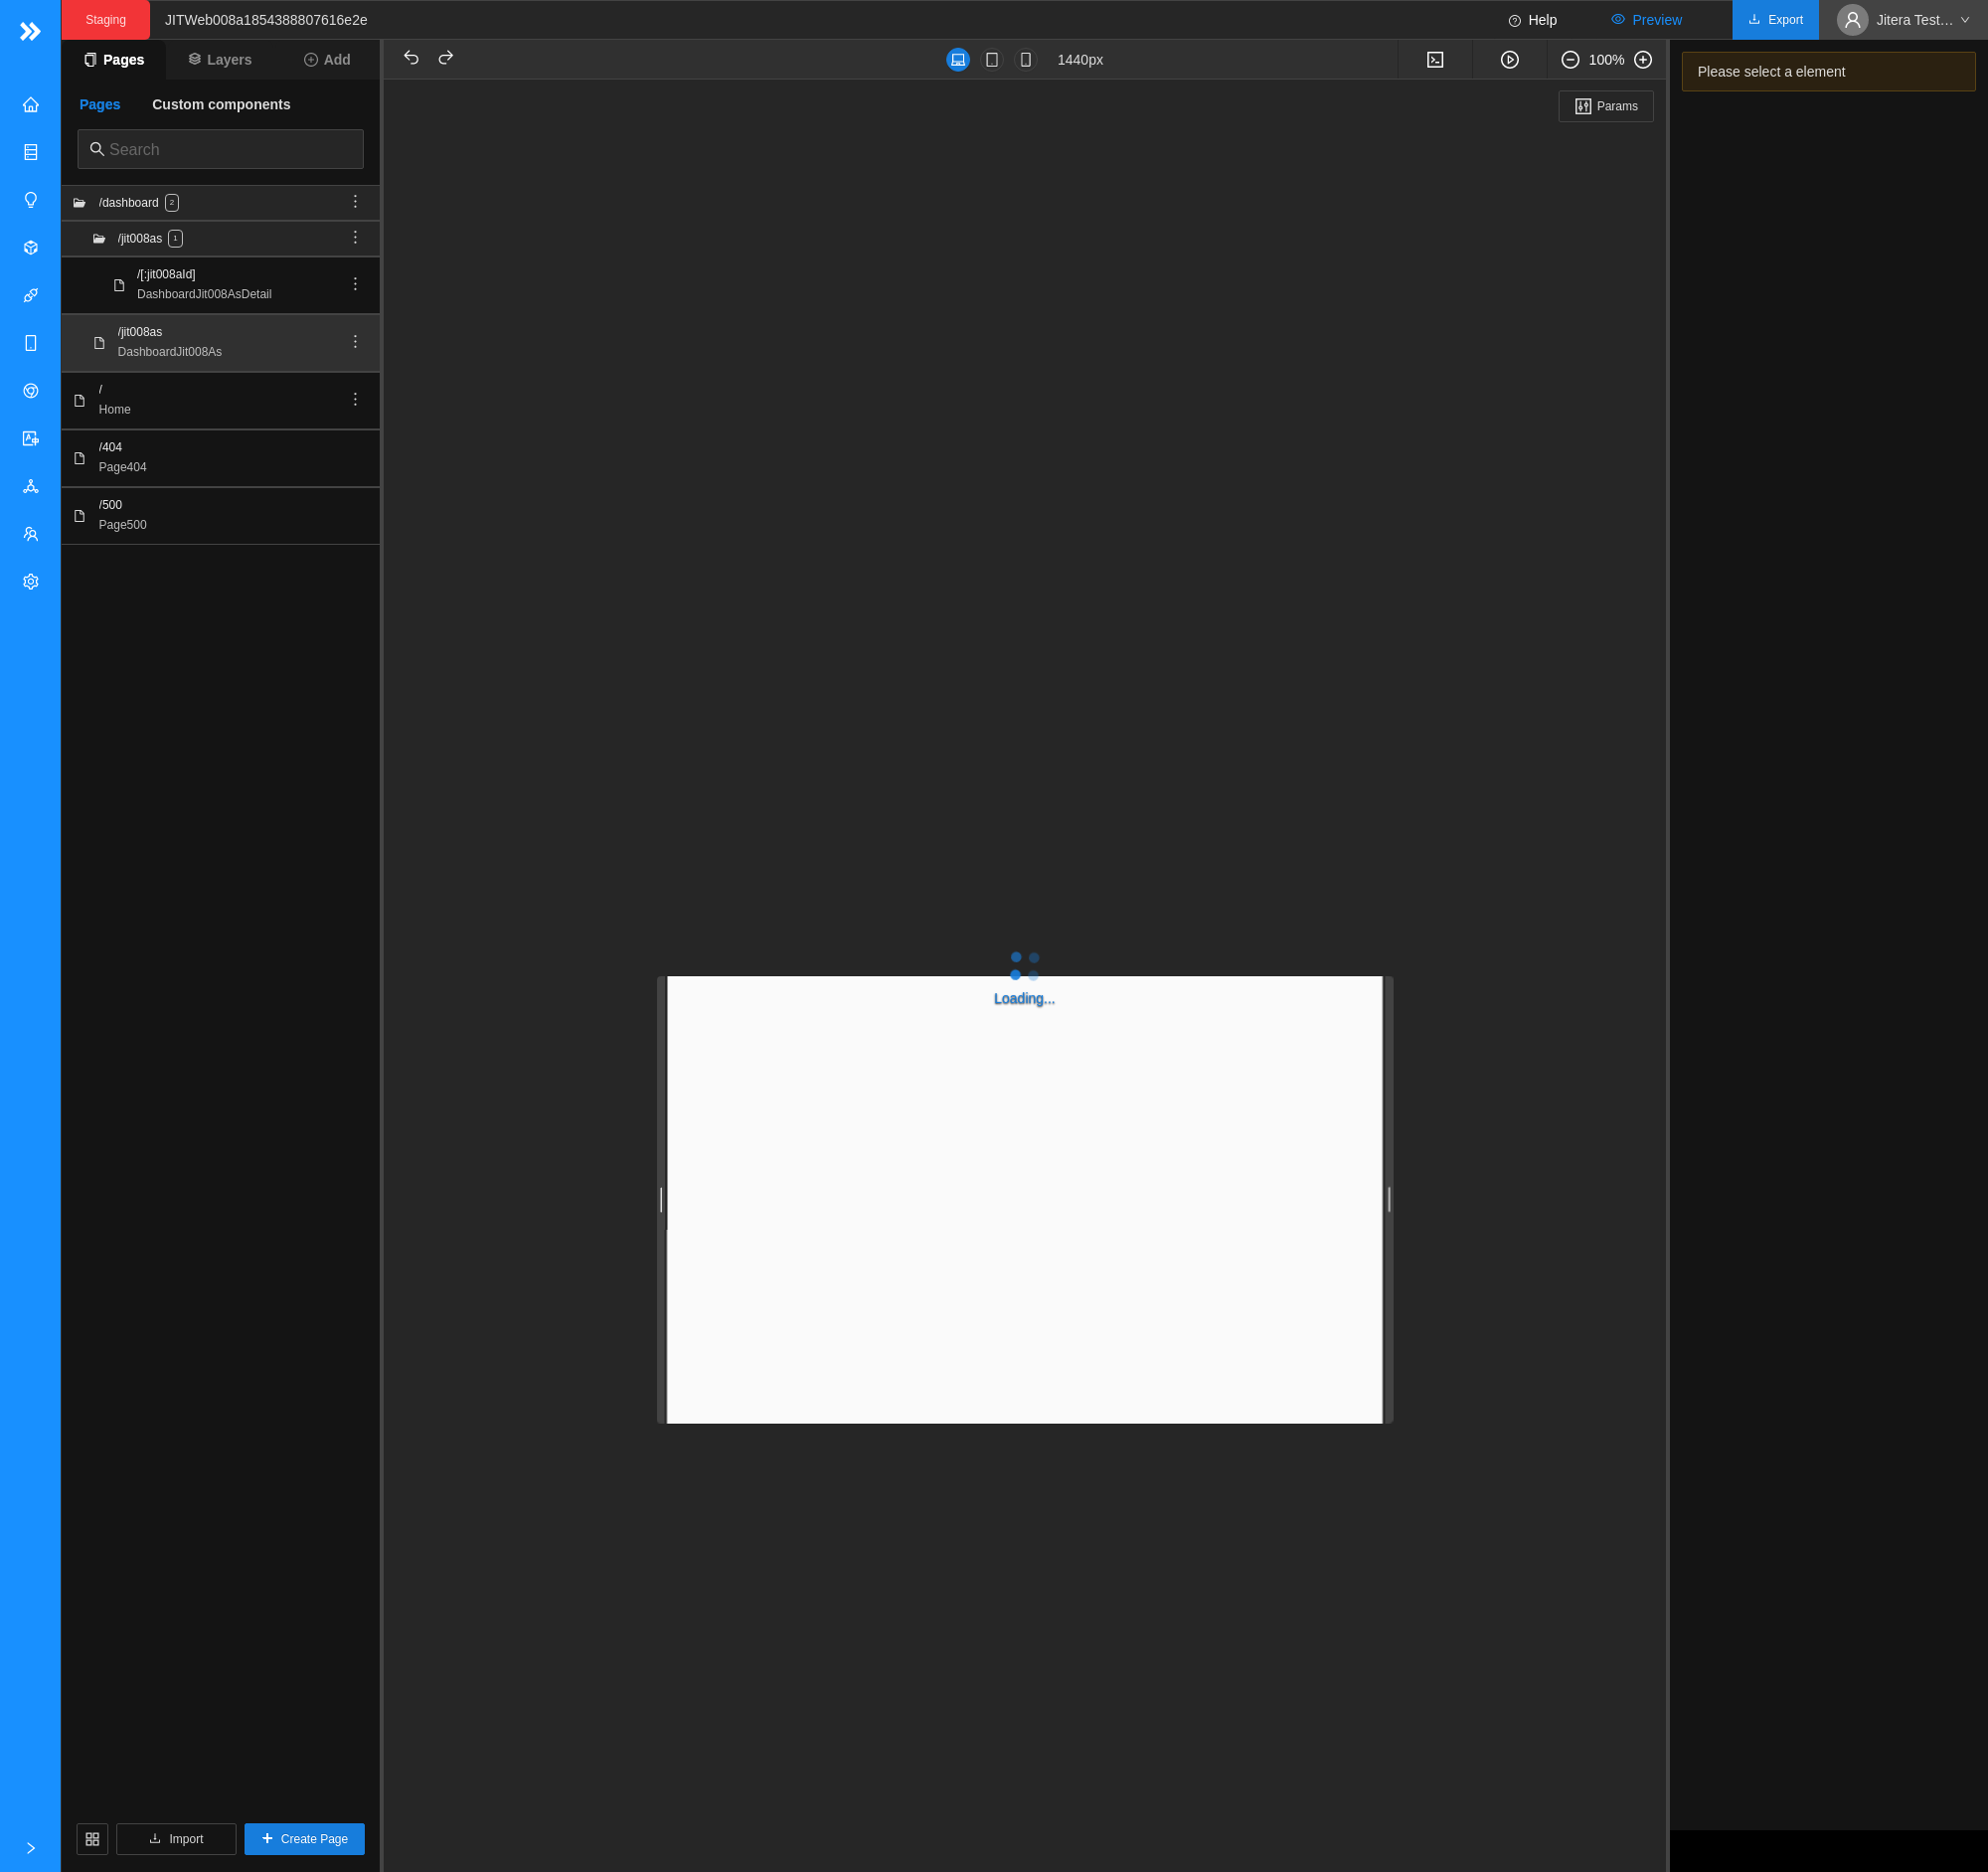 Staging
JITWeb008a1854388807616e2e
Help
Preview
Export
Jitera Test...
Pages
Layers
Add
1440px
100%
Please select a element
Pages
Custom components
Params
Search
/dashboard 2
/jit008as 1
/[:jit008aId]
DashboardJit008AsDetail
/jit008as
DashboardJit008As
/
Home
/404
Page404
/500
Page500
Loading...
Import
Create Page